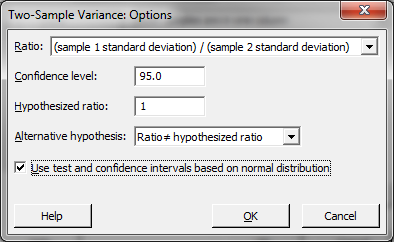 Two-Sample Variance: Options
Ratio: (sample 1 standard deviation) / (sample 2 standard deviation)
Confidence level: 95.0
Hypothesized ratio: 1
Alternative hypothesis: Ratio≠ hypothesized ratio
Use test and confidence intervals based on normal distribution
Help OK Cancel